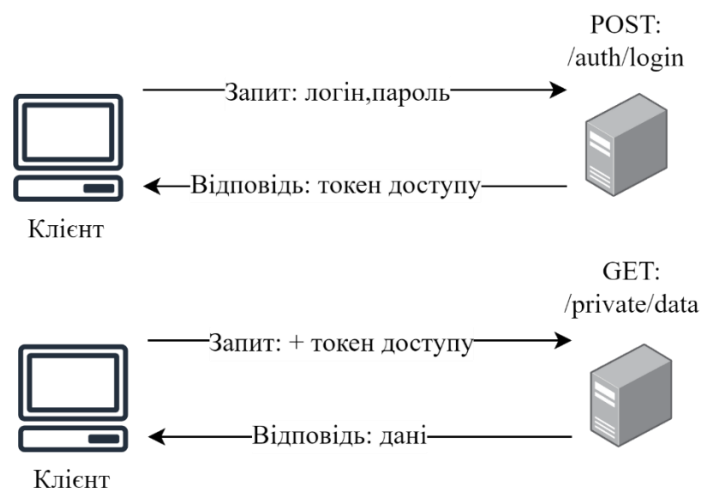 POST:
/auth/login
Запит: логін,пароль
Відповідь: токен доступу
Клієнт
GET:
/private/data
Запит: + токен доступу
Відповідь: дані
Клієнт